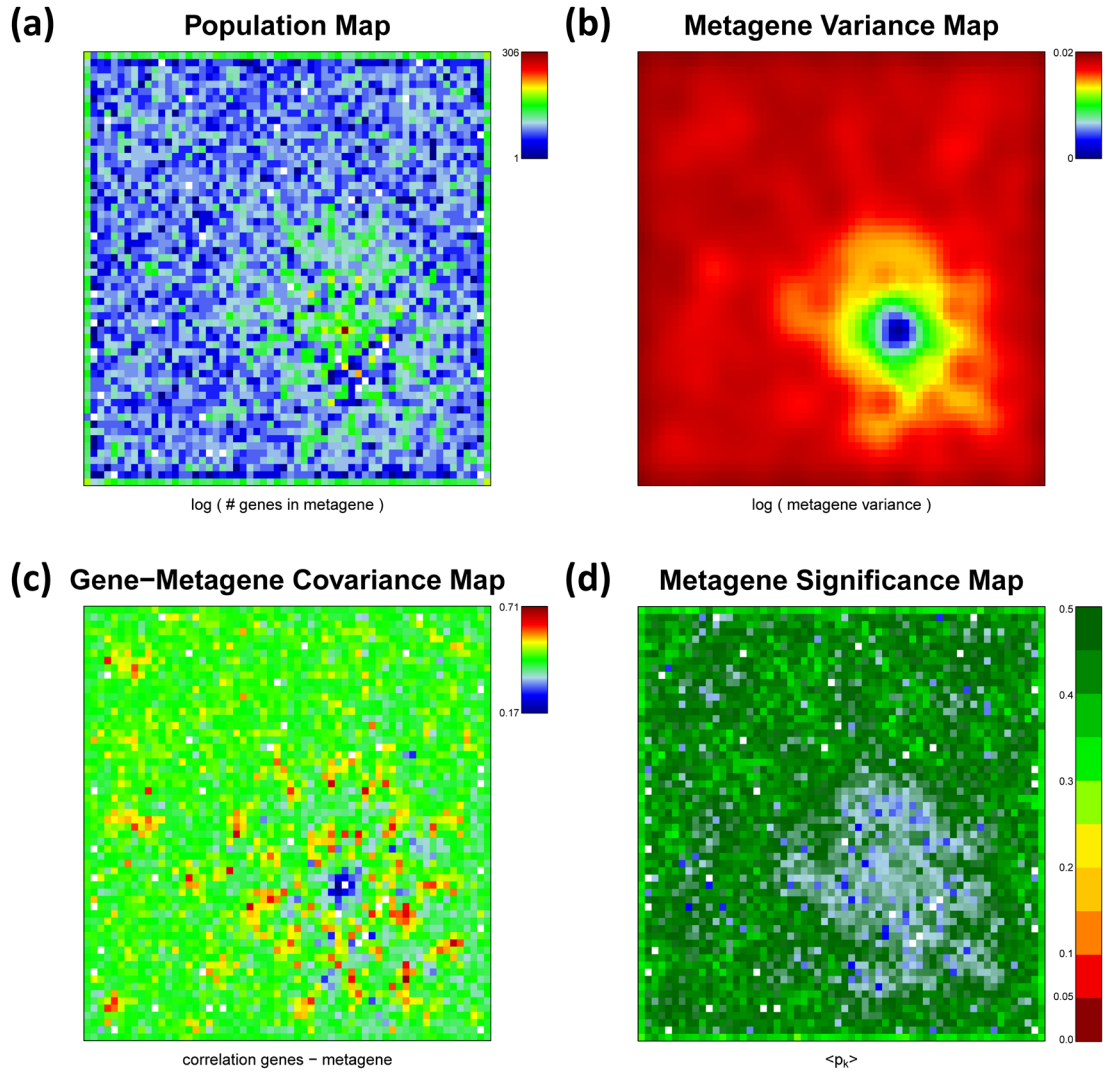 (a) Population Map
306
1
log ( # genes in metagene )
(b) Metagene Variance Map
0.02
0
log ( metagene variance )
(c) Gene−Metagene Covariance Map
0.71
0.17
correlation genes − metagene
(d) Metagene Significance Map
0.5
0.4
0.3
0.2
0.1
0.05
0.0
<pₖ>